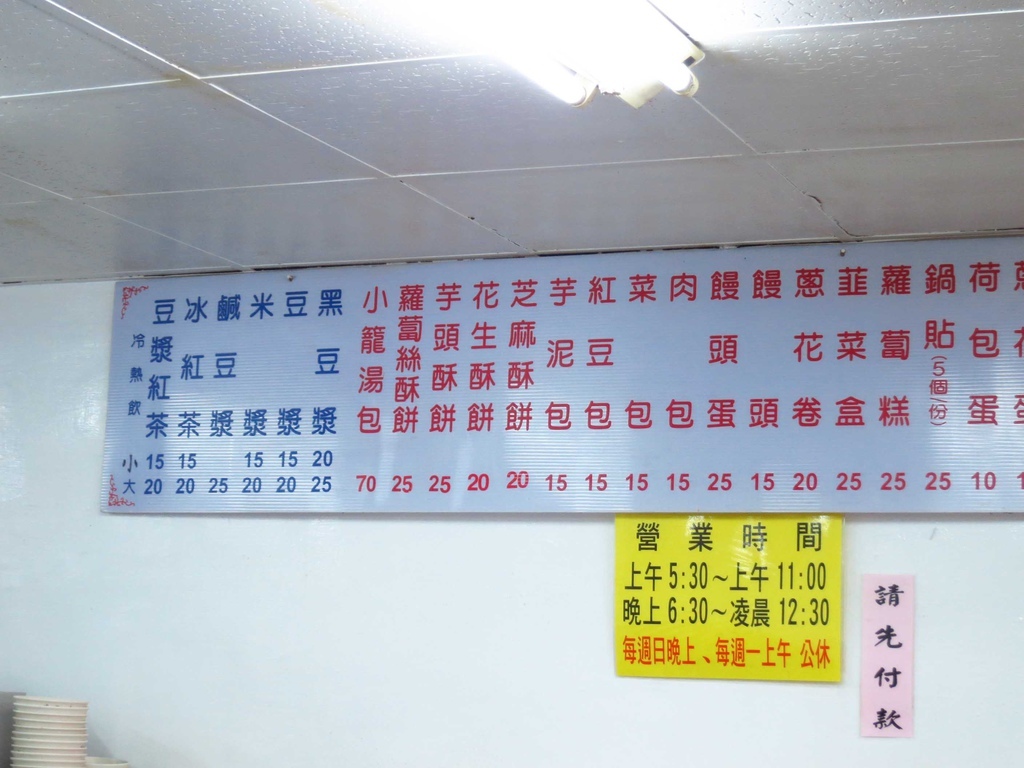 冷熱飲 小 大
豆漿紅茶 15 20
冰紅茶 15 20
鹹豆漿 25
米漿 15 20
豆漿 15 20
黑豆漿 20 25
小籠湯包 70
蘿蔔絲酥餅 25
芋頭酥餅 25
花生酥餅 20
芝麻酥餅 20
芋泥包 15
紅豆包 15
菜包 15
肉包 15
饅頭蛋 25
饅頭 15
蔥花卷 20
韭菜盒 25
蘿蔔糕 25
鍋貼(5個/份) 25
荷包蛋 10
營業時間
上午 5:30～上午 11:00
晚上 6:30～凌晨 12:30
每週日晚上、每週一上午 公休
請先付款